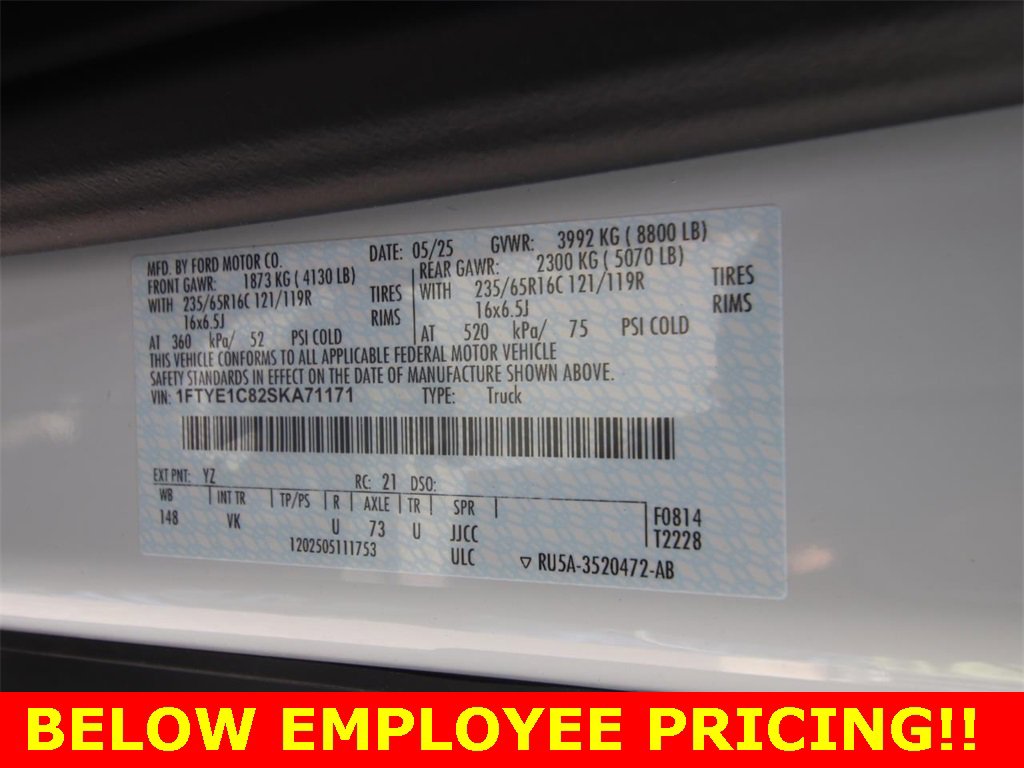 MFD. BY FORD MOTOR CO. DATE: 05/25 GVWR: 3992 KG ( 8800 LB)
FRONT GAWR: 1873 KG ( 4130 LB) REAR GAWR: 2300 KG ( 5070 LB)
WITH 235/65R16C 121/119R TIRES WITH 235/65R16C 121/119R TIRES
16x6.5J RIMS 16x6.5J RIMS
AT 360 kPa/ 52 PSI COLD AT 520 kPa/ 75 PSI COLD
THIS VEHICLE CONFORMS TO ALL APPLICABLE FEDERAL MOTOR VEHICLE
SAFETY STANDARDS IN EFFECT ON THE DATE OF MANUFACTURE SHOWN ABOVE.
VIN: 1FTYE1C82SKA71171 TYPE: Truck
EXT PNT: YZ RC: 21 DSO:
WB INT TR TP/PS R AXLE TR SPR
148 VK U 73 U JJCC F0814
1202505111753 ULC T2228
RU5A-3520472-AB
BELOW EMPLOYEE PRICING!!